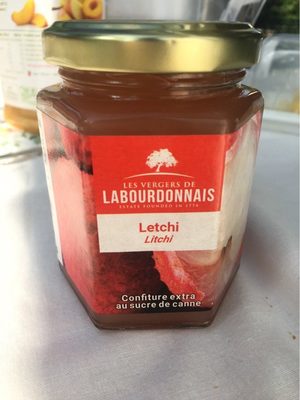 LES VERGERS DE
LABOURDONNAIS
ESTATE FOUNDED IN 1774
Letchi
Litchi
Confiture extra
au sucre de canne